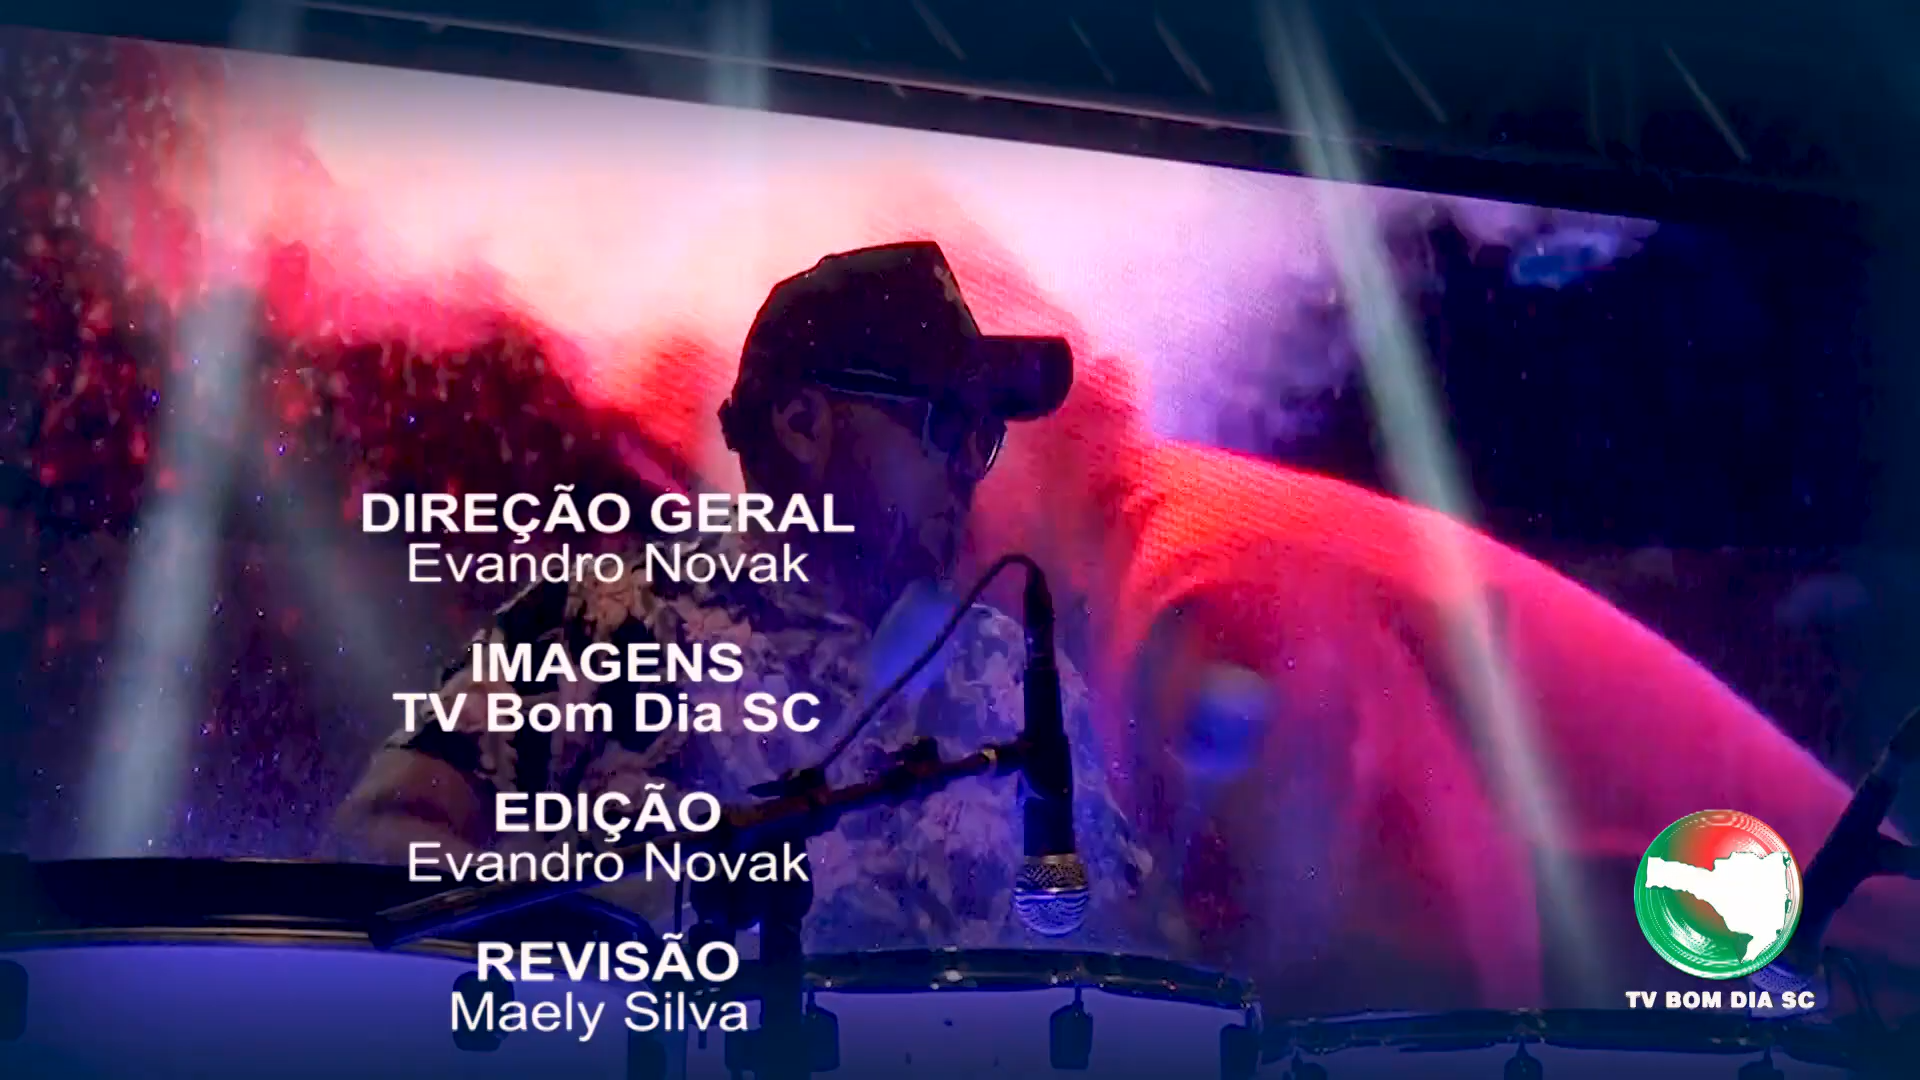 DIREÇÃO GERAL
Evandro Novak
IMAGENS
TV Bom Dia SC
EDIÇÃO
Evandro Novak
REVISÃO
Maely Silva
TV BOM DIA SC